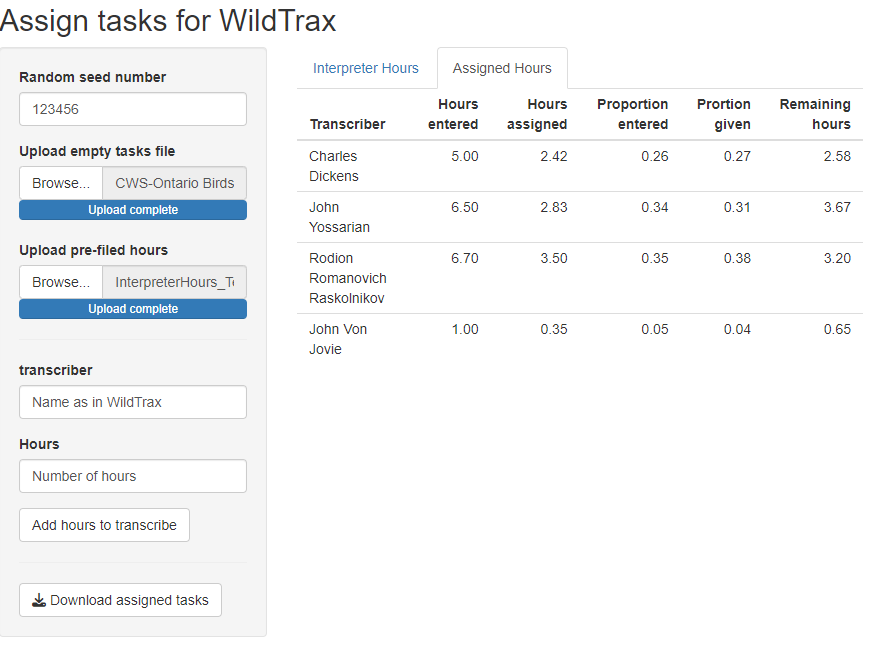 Assign tasks for WildTrax
Random seed number
123456
Upload empty tasks file
Browse... CWS-Ontario Birds
Upload complete
Upload pre-filed hours
Browse... InterpreterHours_Te
Upload complete
transcriber
Name as in WildTrax
Hours
Number of hours
Add hours to transcribe
Download assigned tasks
Interpreter Hours Assigned Hours
Hours Hours Proportion Prortion Remaining
Transcriber entered assigned entered given hours
Charles 5.00 2.42 0.26 0.27 2.58
Dickens
John 6.50 2.83 0.34 0.31 3.67
Yossarian
Rodion 6.70 3.50 0.35 0.38 3.20
Romanovich
Raskolnikov
John Von 1.00 0.35 0.05 0.04 0.65
Jovie